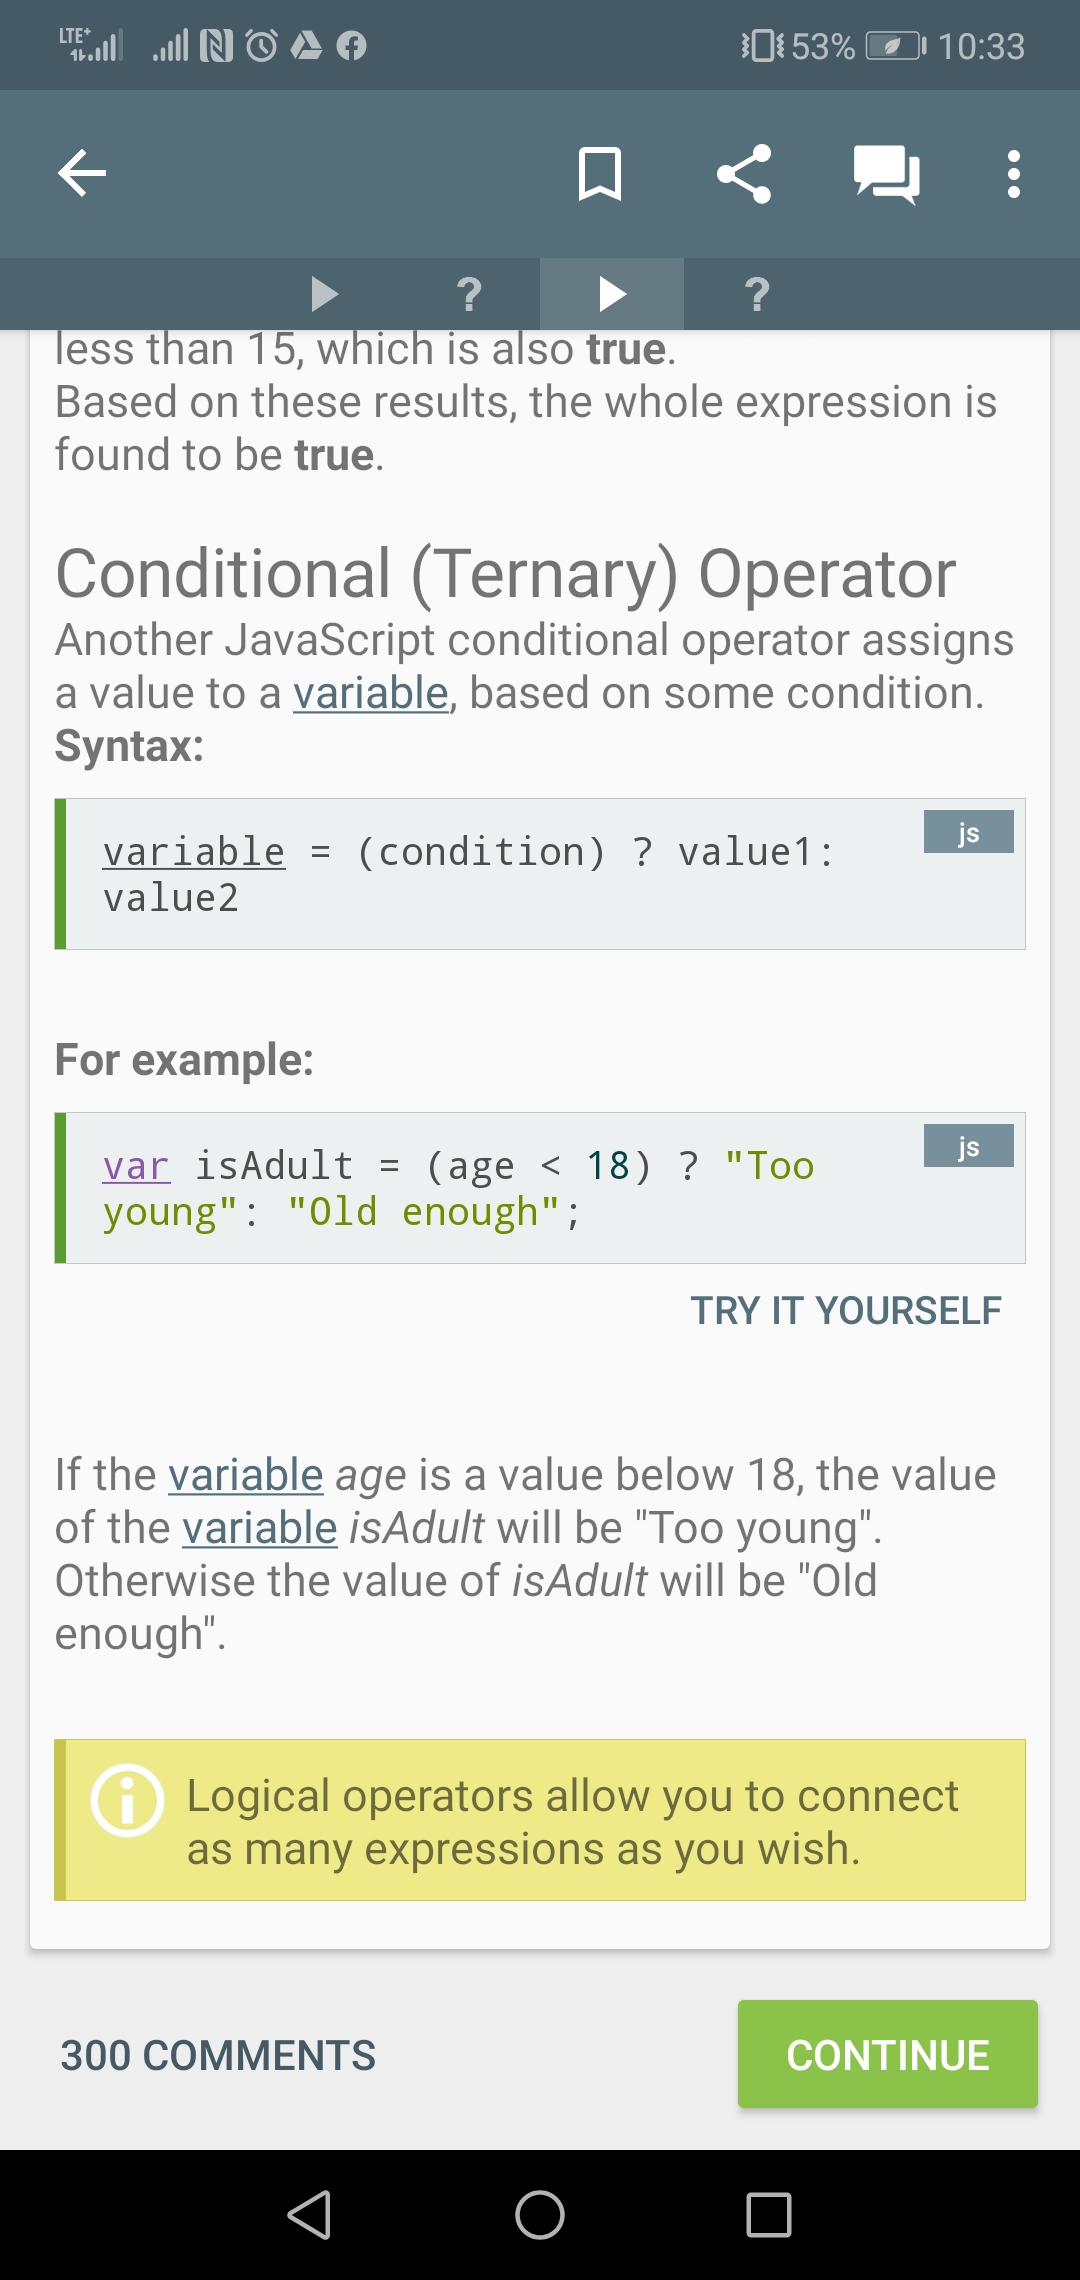 LTE+
53%
10:33
?
?
less than 15, which is also true.
Based on these results, the whole expression is
found to be true.
Conditional (Ternary) Operator
Another JavaScript conditional operator assigns
a value to a variable, based on some condition.
Syntax:
js
variable = (condition) ? value1:
value2
For example:
js
var isAdult = (age < 18) ? "Too
young": "Old enough";
TRY IT YOURSELF
If the variable age is a value below 18, the value
of the variable isAdult will be "Too young".
Otherwise the value of isAdult will be "Old
enough".
Logical operators allow you to connect
as many expressions as you wish.
300 COMMENTS
CONTINUE